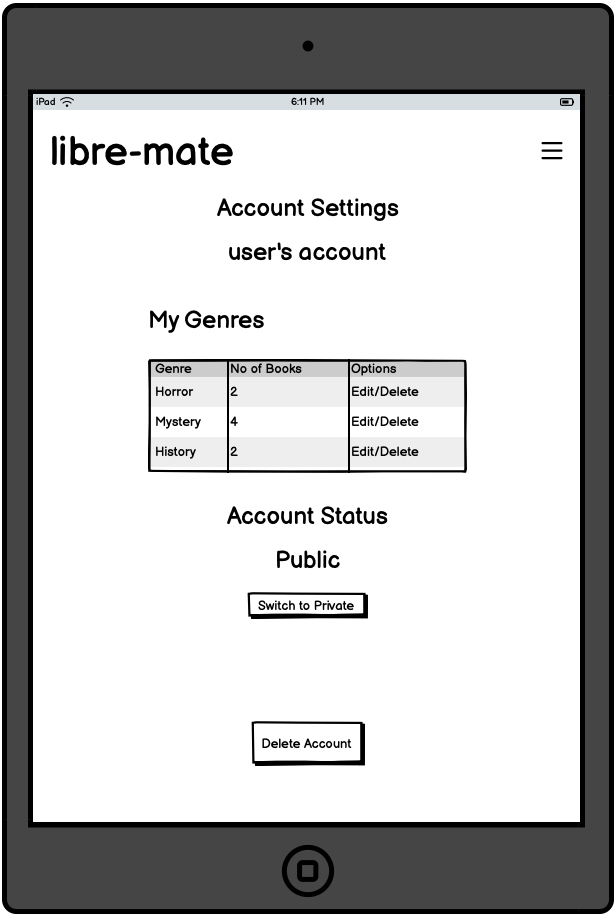 iPad 6:11 PM
libre-mate
Account Settings
user's account
My Genres
Genre No of Books Options
Horror 2 Edit/Delete
Mystery 4 Edit/Delete
History 2 Edit/Delete
Account Status
Public
Switch to Private
Delete Account